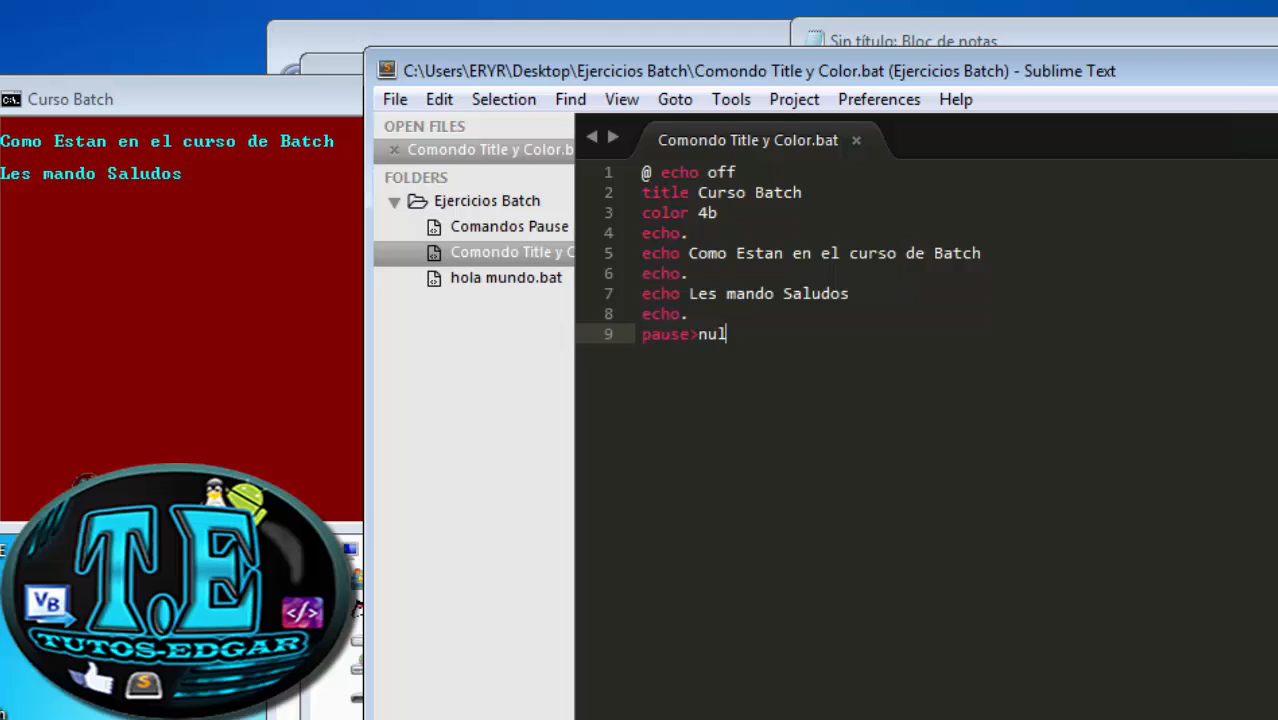 Sin título: Bloc de notas
C:\Users\ERYR\Desktop\Ejercicios Batch\Comondo Title y Color.bat (Ejercicios Batch) - Sublime Text
C:\. Curso Batch
File Edit Selection Find View Goto Tools Project Preferences Help
OPEN FILES
Comondo Title y Color.b
FOLDERS
Ejercicios Batch
Comandos Pause
Comondo Title y C
hola mundo.bat
Comondo Title y Color.bat
1 @ echo off
2 title Curso Batch
3 color 4b
4 echo.
5 echo Como Estan en el curso de Batch
6 echo.
7 echo Les mando Saludos
8 echo.
9 pause>nul
Como Estan en el curso de Batch
Les mando Saludos
T.E
VB
</>
TUTOS-EDGAR
S